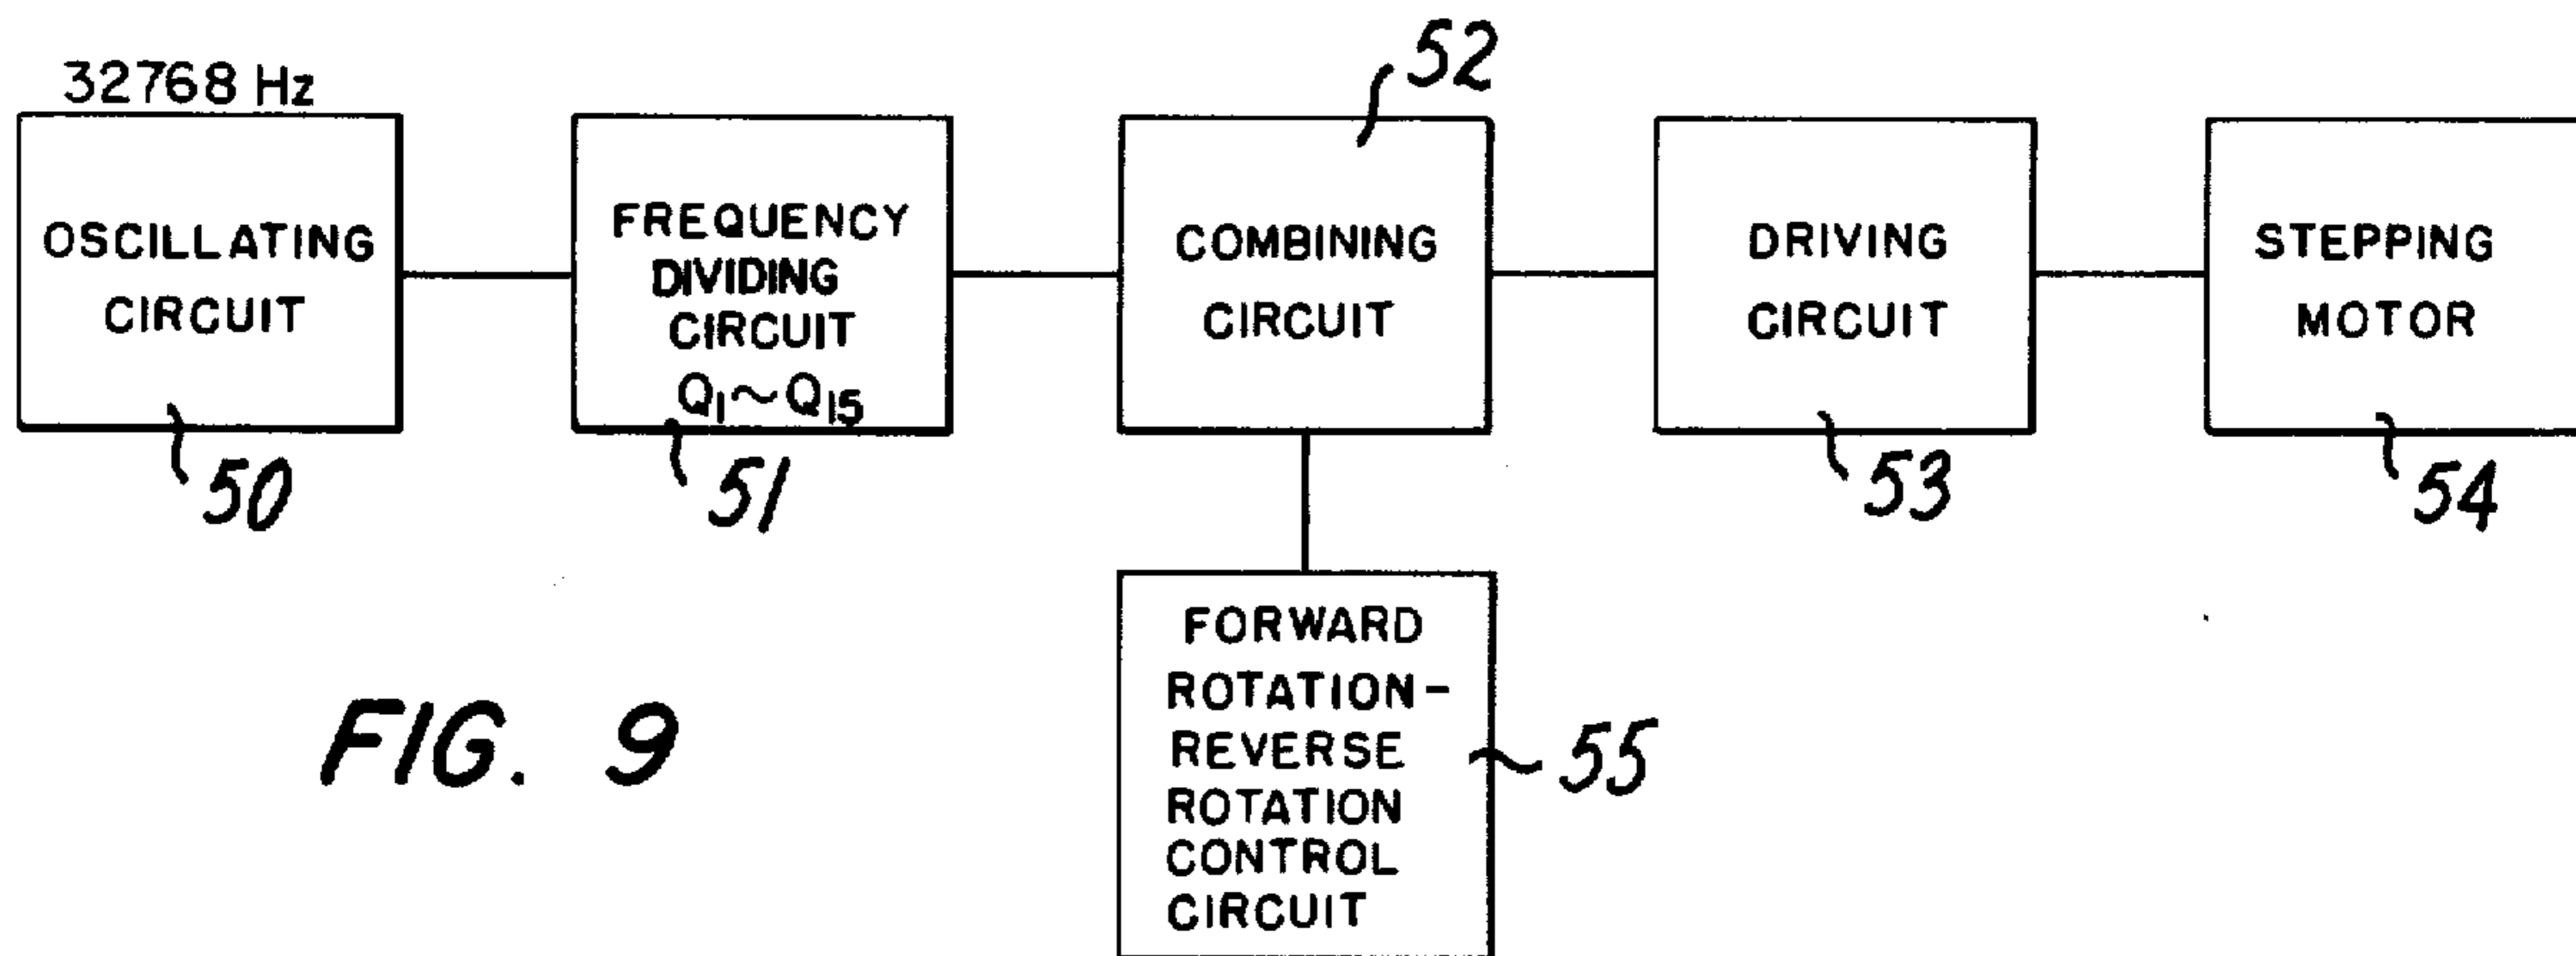 32768 Hz
OSCILLATING
CIRCUIT
50
FREQUENCY
DIVIDING
CIRCUIT
Q1~Q15
51
52
COMBINING
CIRCUIT
DRIVING
CIRCUIT
53
STEPPING
MOTOR
54
FORWARD
ROTATION-
REVERSE
ROTATION
CONTROL
CIRCUIT
55
FIG. 9